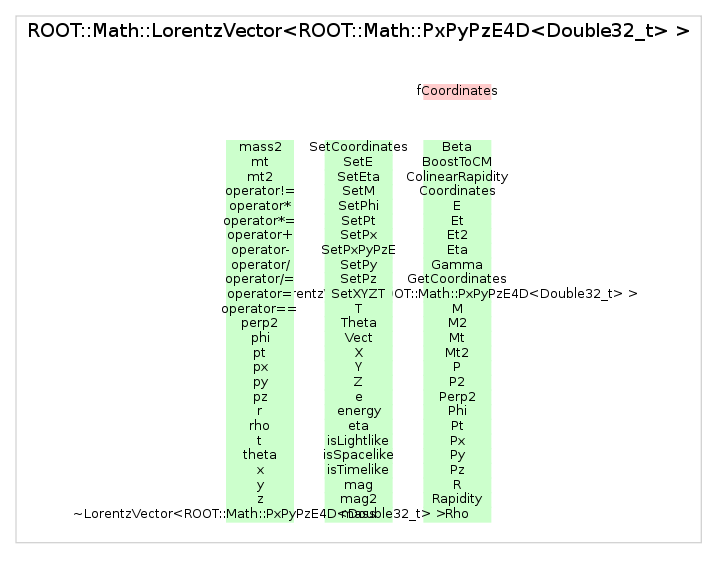 ROOT::Math::LorentzVector<ROOT::Math::PxPyPzE4D<Double32_t> >
fCoordinates
mass2
mt
mt2
operator!=
operator*
operator*=
operator+
operator-
operator/
operator/=
operator=
operator==
perp2
phi
pt
px
py
pz
r
rho
t
theta
x
y
z
~LorentzVector<ROOT::Math::PxPyPzE4D<Double32_t> >
SetCoordinates
SetE
SetEta
SetM
SetPhi
SetPt
SetPx
SetPxPyPzE
SetPy
SetPz
SetXYZT
T
Theta
Vect
X
Y
Z
e
energy
eta
isLightlike
isSpacelike
isTimelike
mag
mag2
mass
Beta
BoostToCM
ColinearRapidity
Coordinates
E
Et
Et2
Eta
Gamma
GetCoordinates
LorentzVector<ROOT::Math::PxPyPzE4D<Double32_t> >
M
M2
Mt
Mt2
P
P2
Perp2
Phi
Pt
Px
Py
Pz
R
Rapidity
Rho